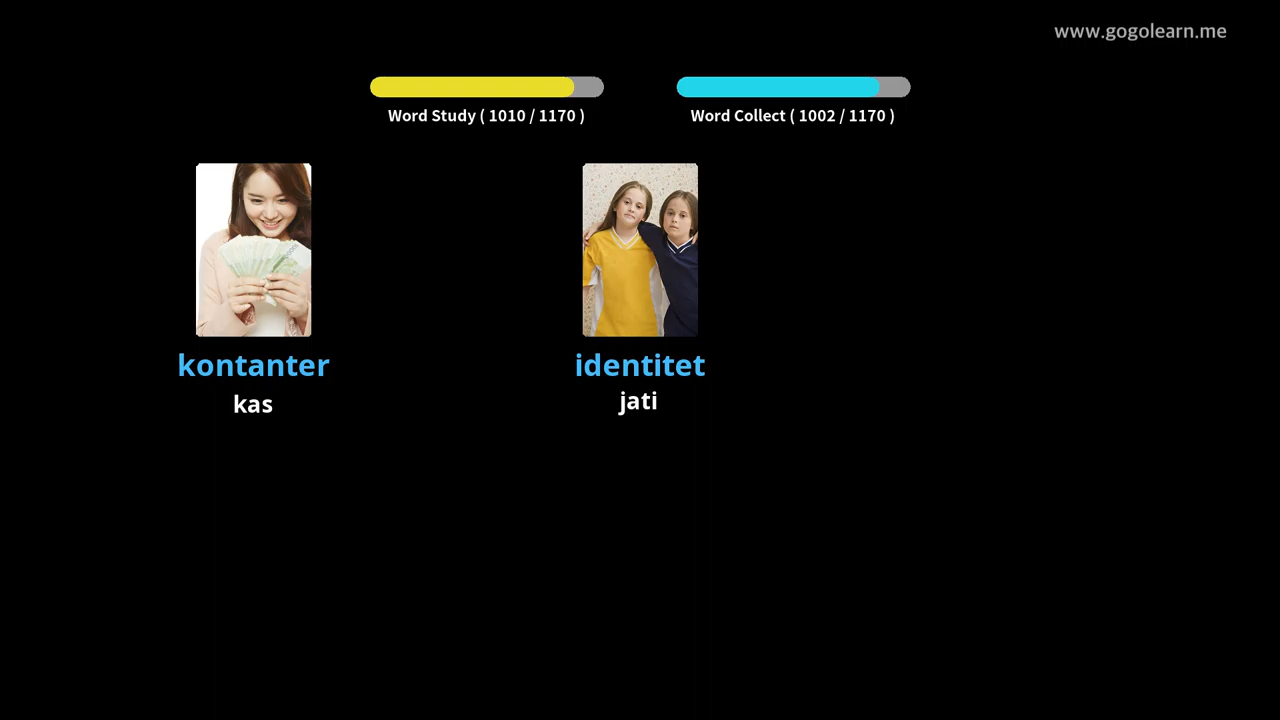 www.gogolearn.me
Word Study ( 1010 / 1170 )
Word Collect ( 1002 / 1170 )
kontanter
kas
identitet
jati